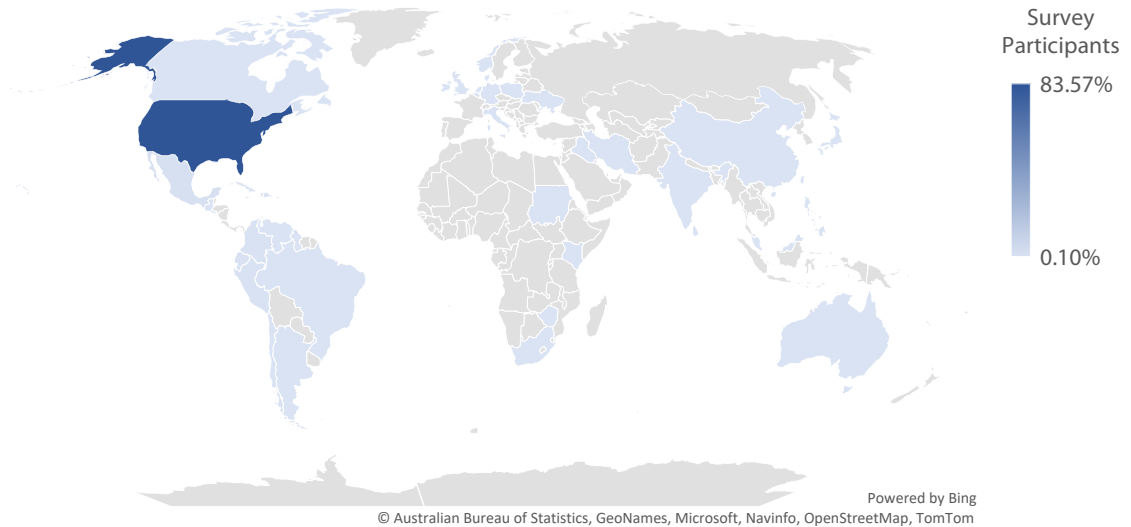 Survey
Participants
83.57%
0.10%
Powered by Bing
© Australian Bureau of Statistics, GeoNames, Microsoft, Navinfo, OpenStreetMap, TomTom